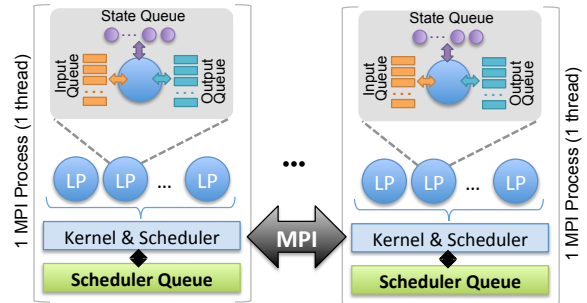 1 MPI Process (1 thread)
State Queue
...
Input
Queue
...
Output
Queue
...
LP
LP
...
LP
Kernel & Scheduler
Scheduler Queue
...
MPI
State Queue
...
Input
Queue
...
Output
Queue
...
LP
LP
...
LP
Kernel & Scheduler
Scheduler Queue
1 MPI Process (1 thread)